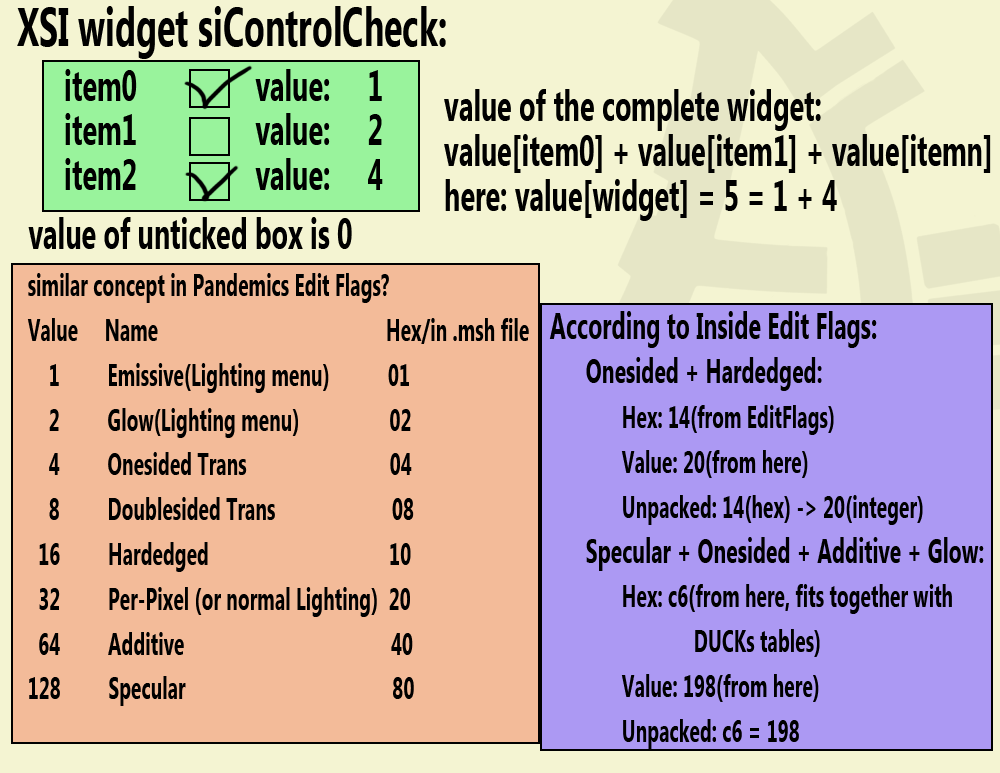 XSI widget siControlCheck:
item0 value: 1
item1 value: 2
item2 value: 4
value of the complete widget:
value[item0] + value[item1] + value[itemn]
here: value[widget] = 5 = 1 + 4
value of unticked box is 0
similar concept in Pandemics Edit Flags?
Value Name Hex/in .msh file
1 Emissive(Lighting menu) 01
2 Glow(Lighting menu) 02
4 Onesided Trans 04
8 Doublesided Trans 08
16 Hardedged 10
32 Per-Pixel (or normal Lighting) 20
64 Additive 40
128 Specular 80
According to Inside Edit Flags:
Onesided + Hardedged:
Hex: 14(from EditFlags)
Value: 20(from here)
Unpacked: 14(hex) -> 20(integer)
Specular + Onesided + Additive + Glow:
Hex: c6(from here, fits together with
DUCKs tables)
Value: 198(from here)
Unpacked: c6 = 198